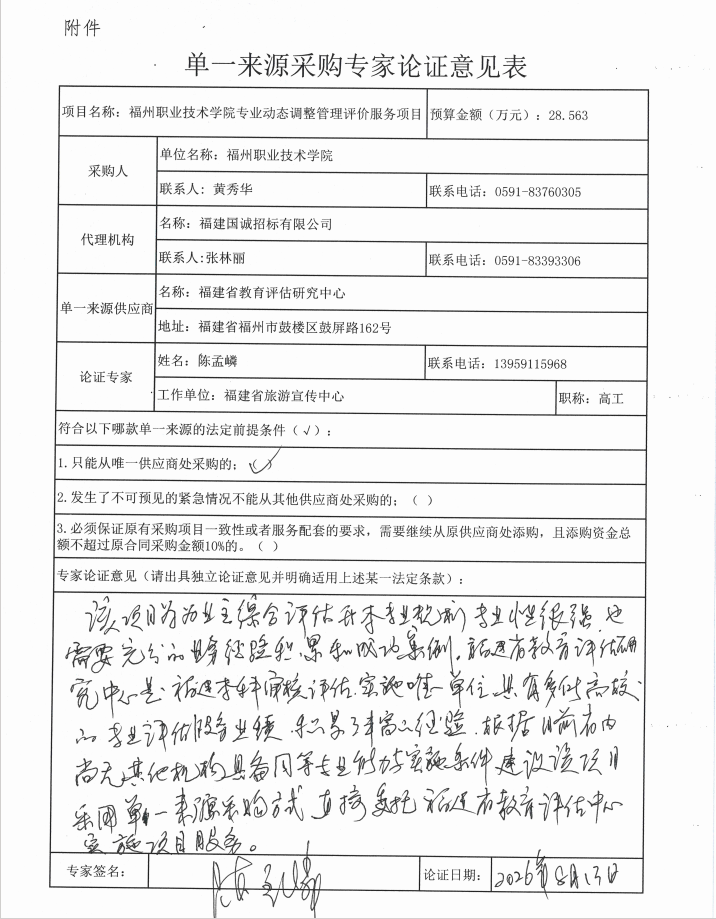 附件
单一来源采购专家论证意见表
项目名称：福州职业技术学院专业动态调整管理评价服务项目 预算金额（万元）：28.563
采购人
单位名称：福州职业技术学院
联系人：黄秀华 联系电话：0591-83760305
代理机构
名称：福建国诚招标有限公司
联系人:张林丽 联系电话：0591-83393306
单一来源供应商
名称：福建省教育评估研究中心
地址：福建省福州市鼓楼区鼓屏路162号
论证专家
姓名：陈孟嶙 联系电话：13959115968
工作单位：福建省旅游宣传中心 职称：高工
符合以下哪款单一来源的法定前提条件（√）：
1.只能从唯一供应商处采购的；（√）
2.发生了不可预见的紧急情况不能从其他供应商处采购的；（ ）
3.必须保证原有采购项目一致性或者服务配套的要求，需要继续从原供应商处添购，且添购资金总
额不超过原合同采购金额10%的。（ ）
专家论证意见（请出具独立论证意见并明确适用上述某一法定条款）：
该项目为业主综合评估 专业 专业性很强 也
需要充分的业务经验积累和成功案例。福建省教育评估研
究中心是福建本科审核评估实施唯一单位 具有多所高校
的专业评估服务业绩 积累了丰富的经验 根据目前省内
尚无其他机构具备同等专业能力与实施条件 建议该项目
采用单一来源采购方式 直接委托福建省教育评估中心
实施项目服务。
专家签名： 论证日期：2026年8月13日